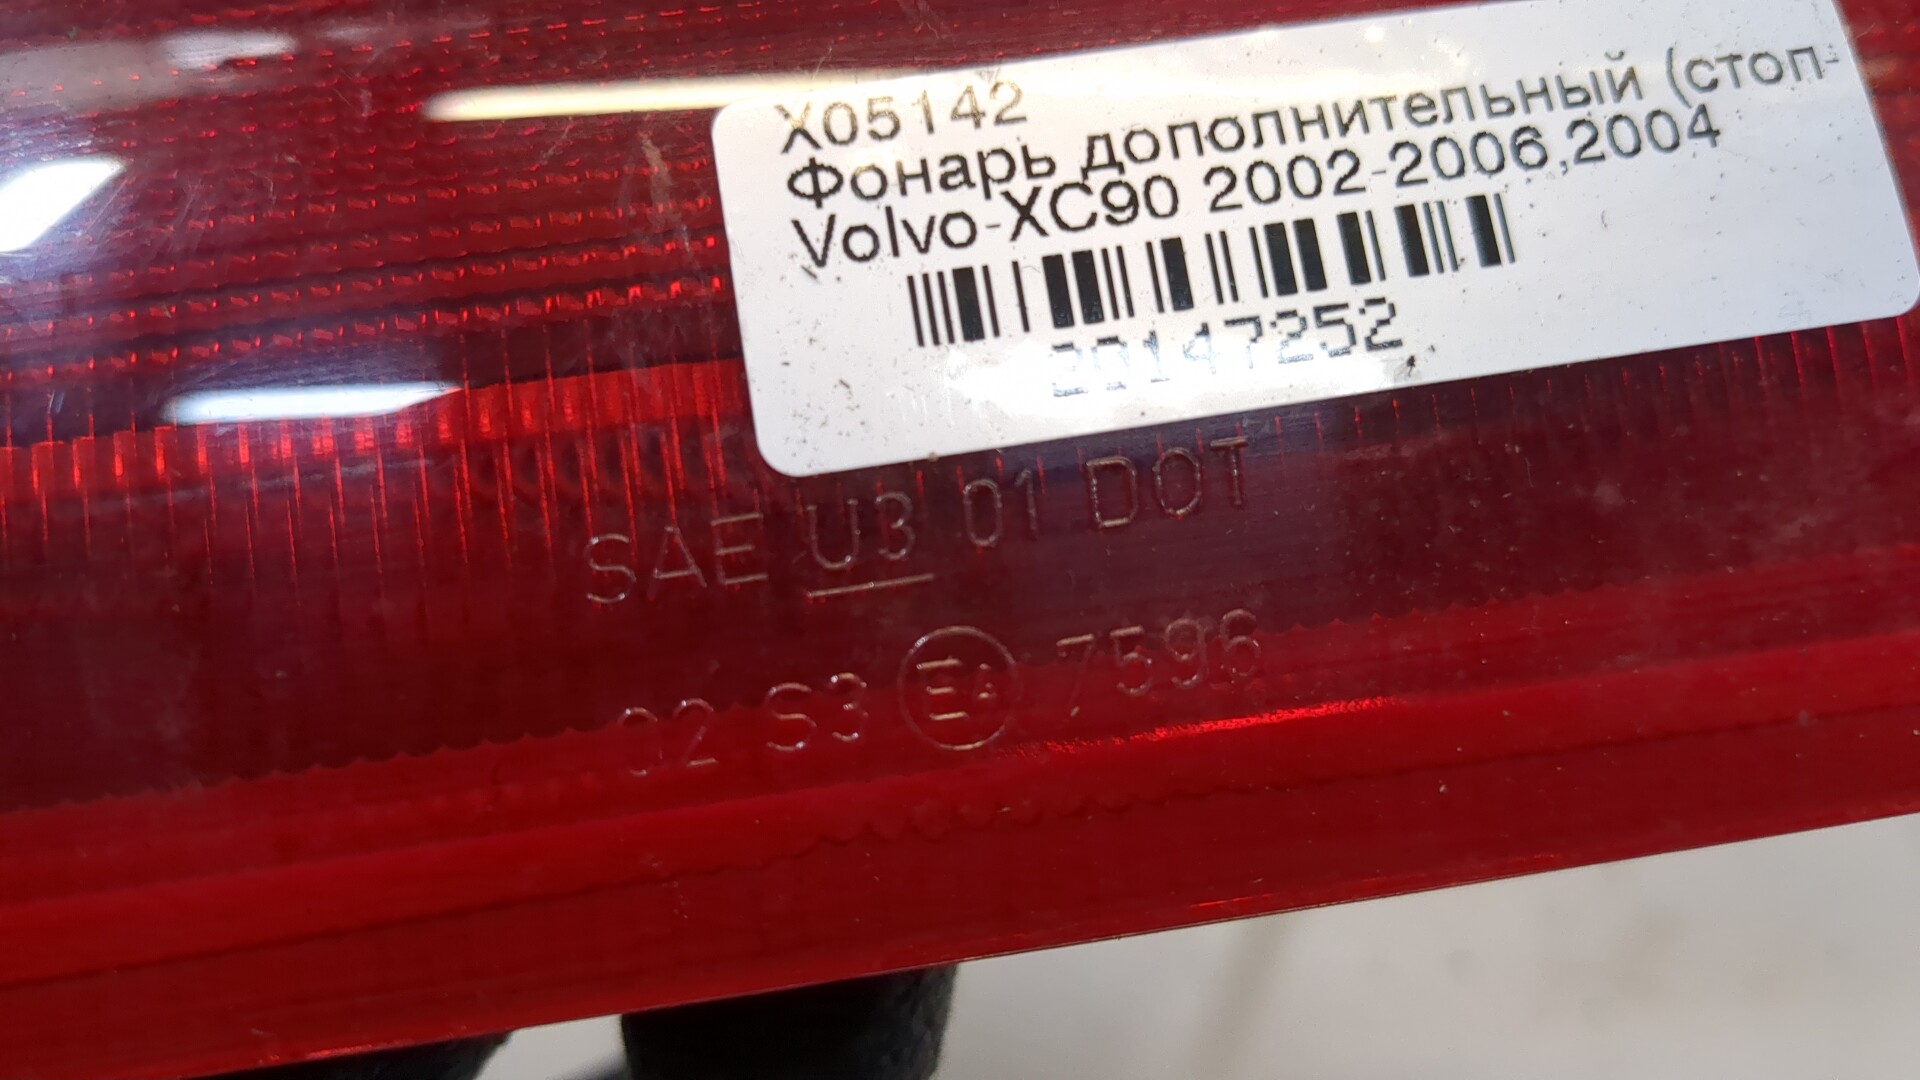 X05142
Фонарь дополнительный (стоп-
Volvo-XC90 2002-2006,2004
20147252
SAE U3 01 DOT
02 S3 E4 7596